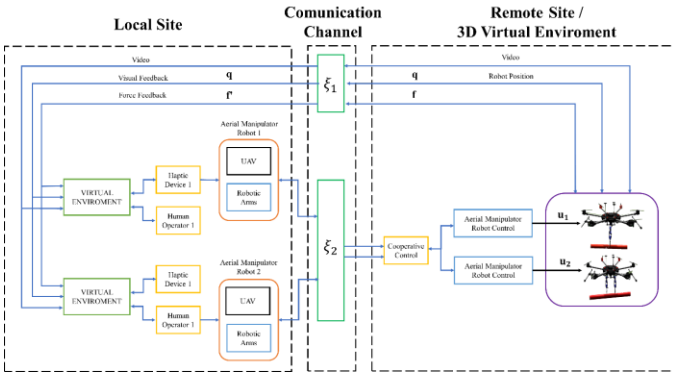 Local Site
Comunication
Channel
Remote Site /
3D Virtual Enviroment
Video
Visual Feedback
q
Force Feedback
f'
ξ1
Video
q
Robot Position
f
Aerial Manipulator
Robot 1
UAV
Robotic
Arms
Haptic
Device 1
VIRTUAL
ENVIROMENT
Human
Operator 1
ξ2
Cooperative
Control
Aerial Manipulator
Robot Control
u1
Aerial Manipulator
Robot Control
u2
Aerial Manipulator
Robot 2
UAV
Robotic
Arms
Haptic
Device 1
VIRTUAL
ENVIROMENT
Human
Operator 1